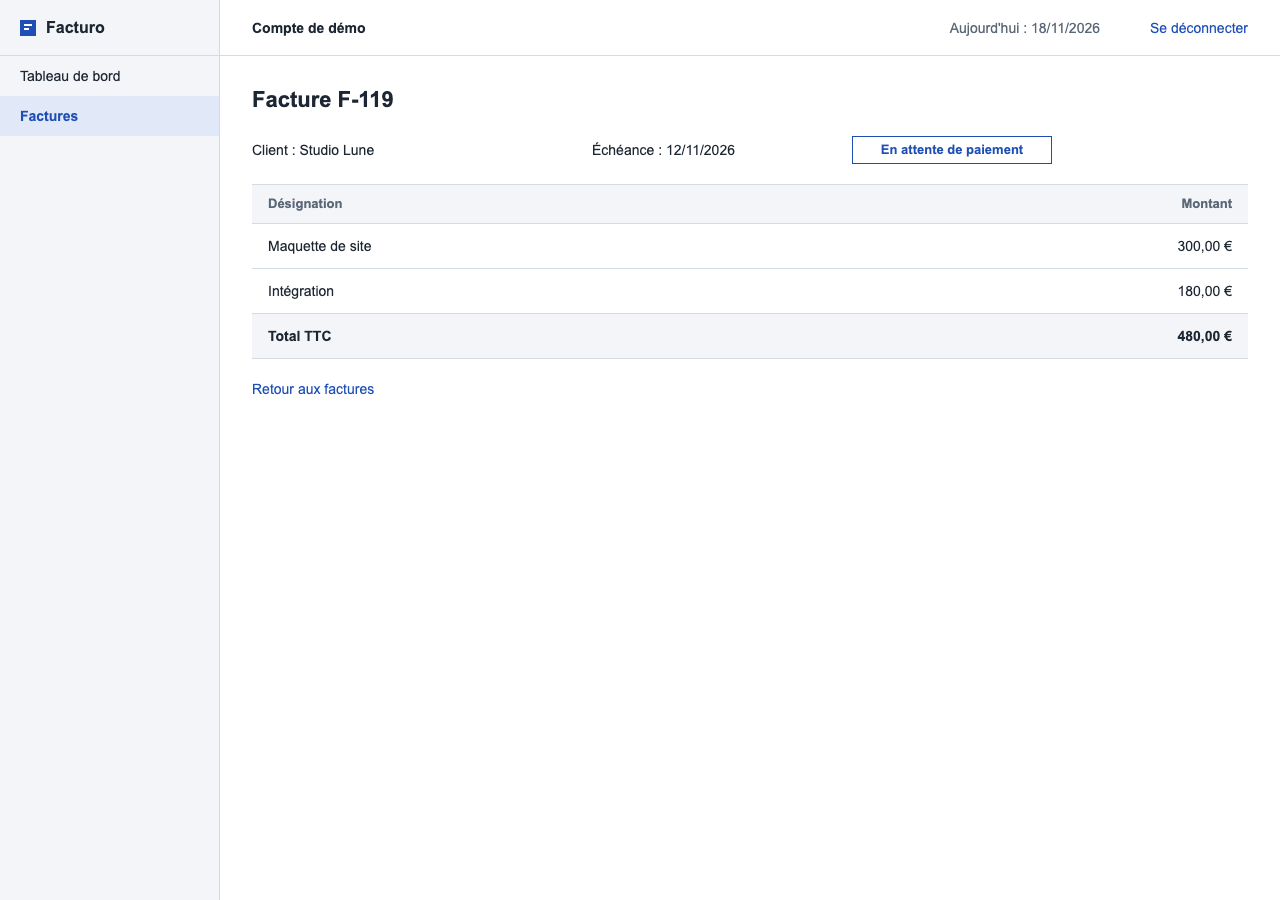 Facturo
Compte de démo
Aujourd'hui : 18/11/2026
Se déconnecter
Tableau de bord
Factures
Facture F-119
Client : Studio Lune
Échéance : 12/11/2026
En attente de paiement
Désignation Montant
Maquette de site 300,00 €
Intégration 180,00 €
Total TTC 480,00 €
Retour aux factures